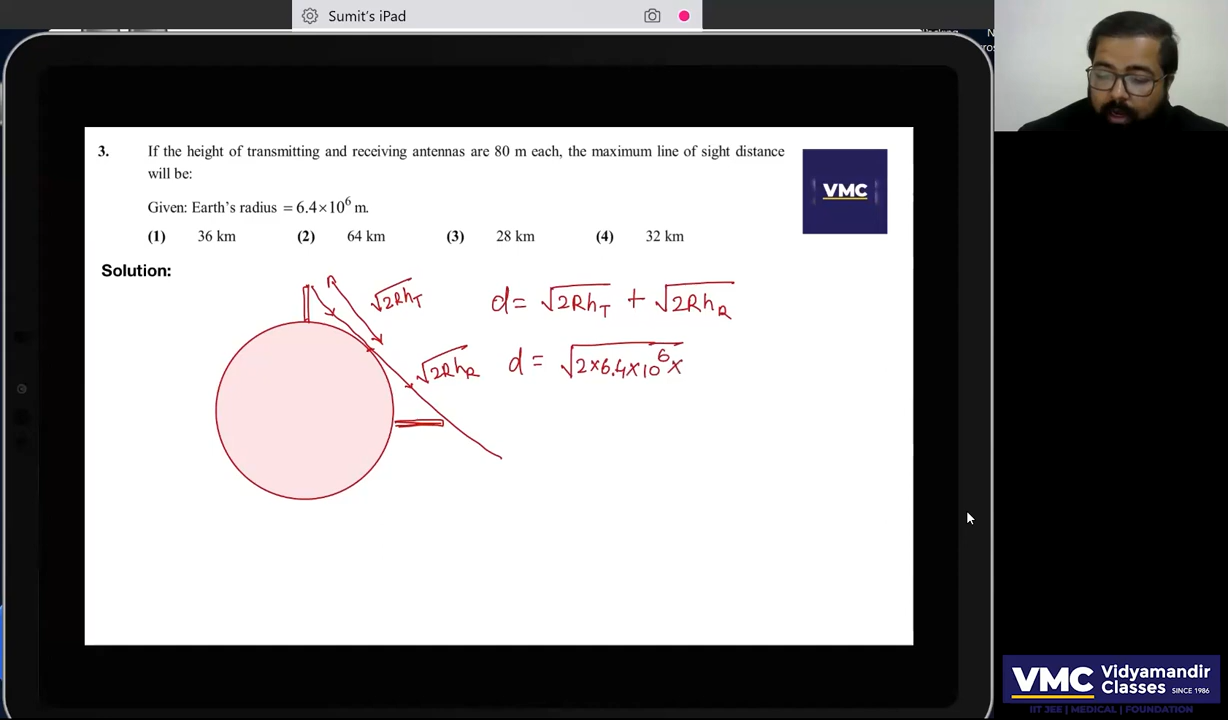 Sumit's iPad
3. If the height of transmitting and receiving antennas are 80 m each, the maximum line of sight distance
will be:
Given: Earth's radius = 6.4×10⁶ m.
(1) 36 km (2) 64 km (3) 28 km (4) 32 km
VMC
Solution:
√2Rh_T
d = √2Rh_T + √2Rh_R
√2Rh_R
d = √2×6.4×10⁶×
VMC Vidyamandir
Classes SINCE 1986
IIT JEE | MEDICAL | FOUNDATION